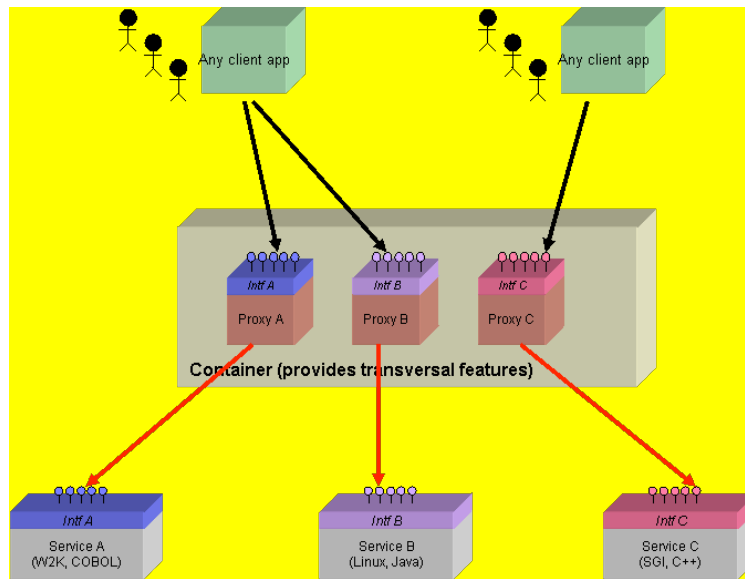 Any client app
Any client app
Intf A
Intf B
Intf C
Proxy A
Proxy B
Proxy C
Container (provides transversal features)
Intf A
Intf B
Intf C
Service A
(W2K, COBOL)
Service B
(Linux, Java)
Service C
(SGI, C++)